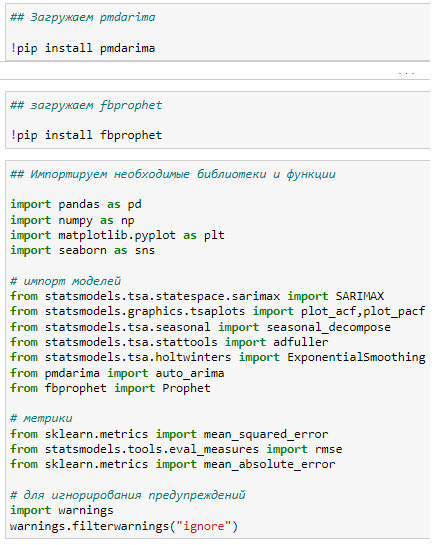 ## Загружаем pmdarima
!pip install pmdarima
...
## загружаем fbprophet
!pip install fbprophet
## Импортируем необходимые библиотеки и функции
import pandas as pd
import numpy as np
import matplotlib.pyplot as plt
import seaborn as sns
# импорт моделей
from statsmodels.tsa.statespace.sarimax import SARIMAX
from statsmodels.graphics.tsaplots import plot_acf,plot_pacf
from statsmodels.tsa.seasonal import seasonal_decompose
from statsmodels.tsa.stattools import adfuller
from statsmodels.tsa.holtwinters import ExponentialSmoothing
from pmdarima import auto_arima
from fbprophet import Prophet
# метрики
from sklearn.metrics import mean_squared_error
from statsmodels.tools.eval_measures import rmse
from sklearn.metrics import mean_absolute_error
# для игнорирования предупреждений
import warnings
warnings.filterwarnings("ignore")